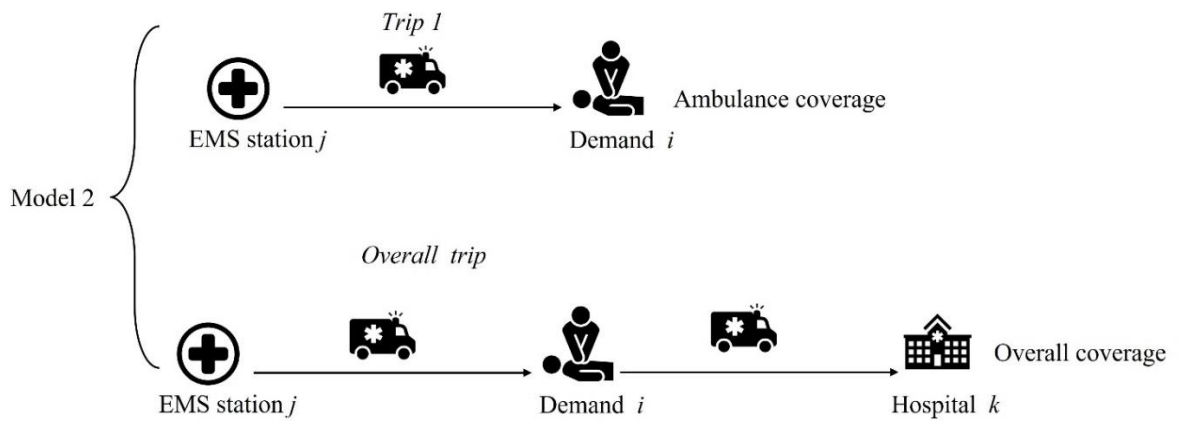 Trip 1
EMS station j
Demand i
Ambulance coverage
Model 2
Overall trip
EMS station j
Demand i
Hospital k
Overall coverage